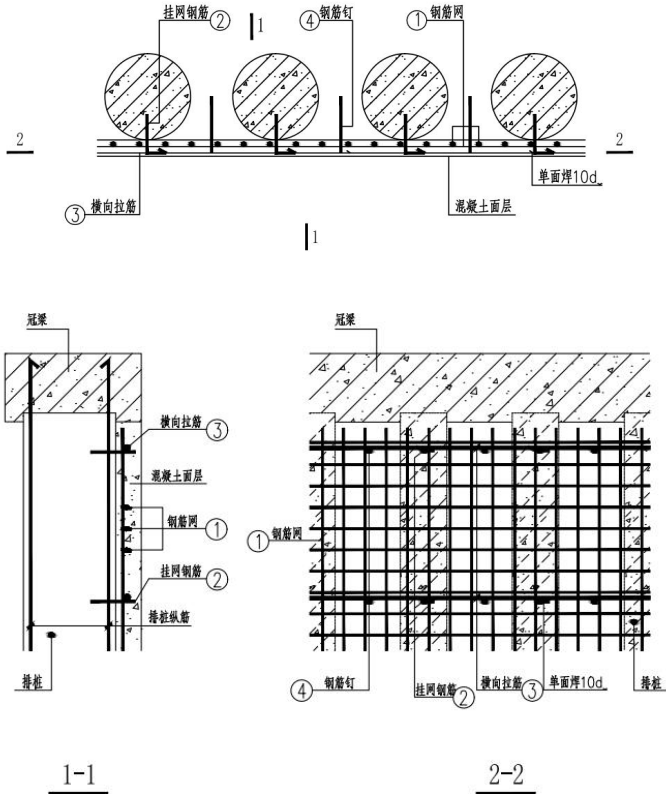 挂网钢筋 ②
1
④ 钢筋钉
① 钢筋网
2
2
③ 横向拉筋
混凝土面层
单面焊10d
1
冠梁
横向拉筋 ③
混凝土面层
钢筋网 ①
挂网钢筋 ②
排桩纵筋
排桩
1-1
冠梁
① 钢筋网
④ 钢筋钉
挂网钢筋 ②
横向拉筋 ③
单面焊10d
排桩
2-2